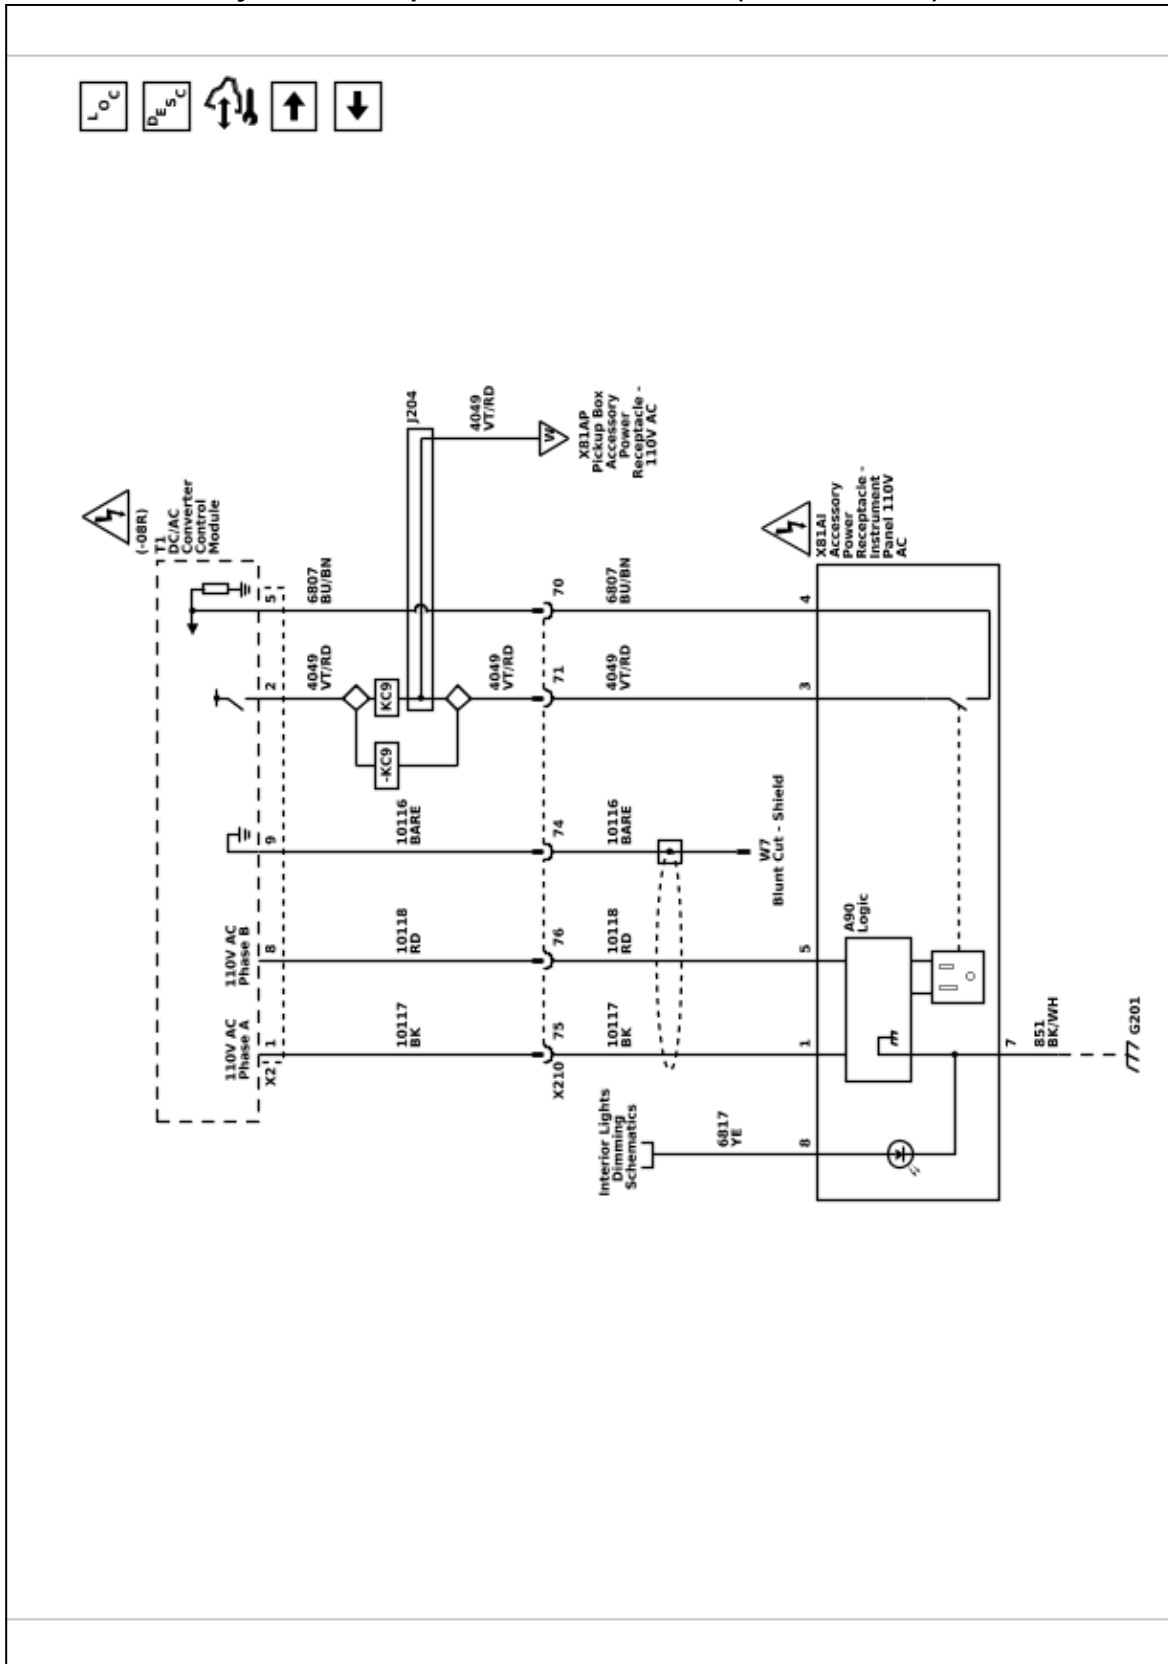 LOC
DESC
(-08R)
T1
DC/AC
Converter
Control
Module
110V AC
Phase A
110V AC
Phase B
X2
1
8
9
2
5
10117
BK
10118
RD
10116
BARE
4049
VT/RD
6807
BU/BN
-KC9
KC9
J204
4049
VT/RD
4049
VT/RD
W
X81AP
Pickup Box
Accessory
Power
Receptacle -
110V AC
X210
75
76
74
71
70
Interior Lights
Dimming
Schematics
10117
BK
10118
RD
10116
BARE
4049
VT/RD
6807
BU/BN
6817
YE
W7
Blunt Cut - Shield
8
1
5
3
4
X81AI
Accessory
Power
Receptacle -
Instrument
Panel 110V
AC
A90
Logic
7
851
BK/WH
G201